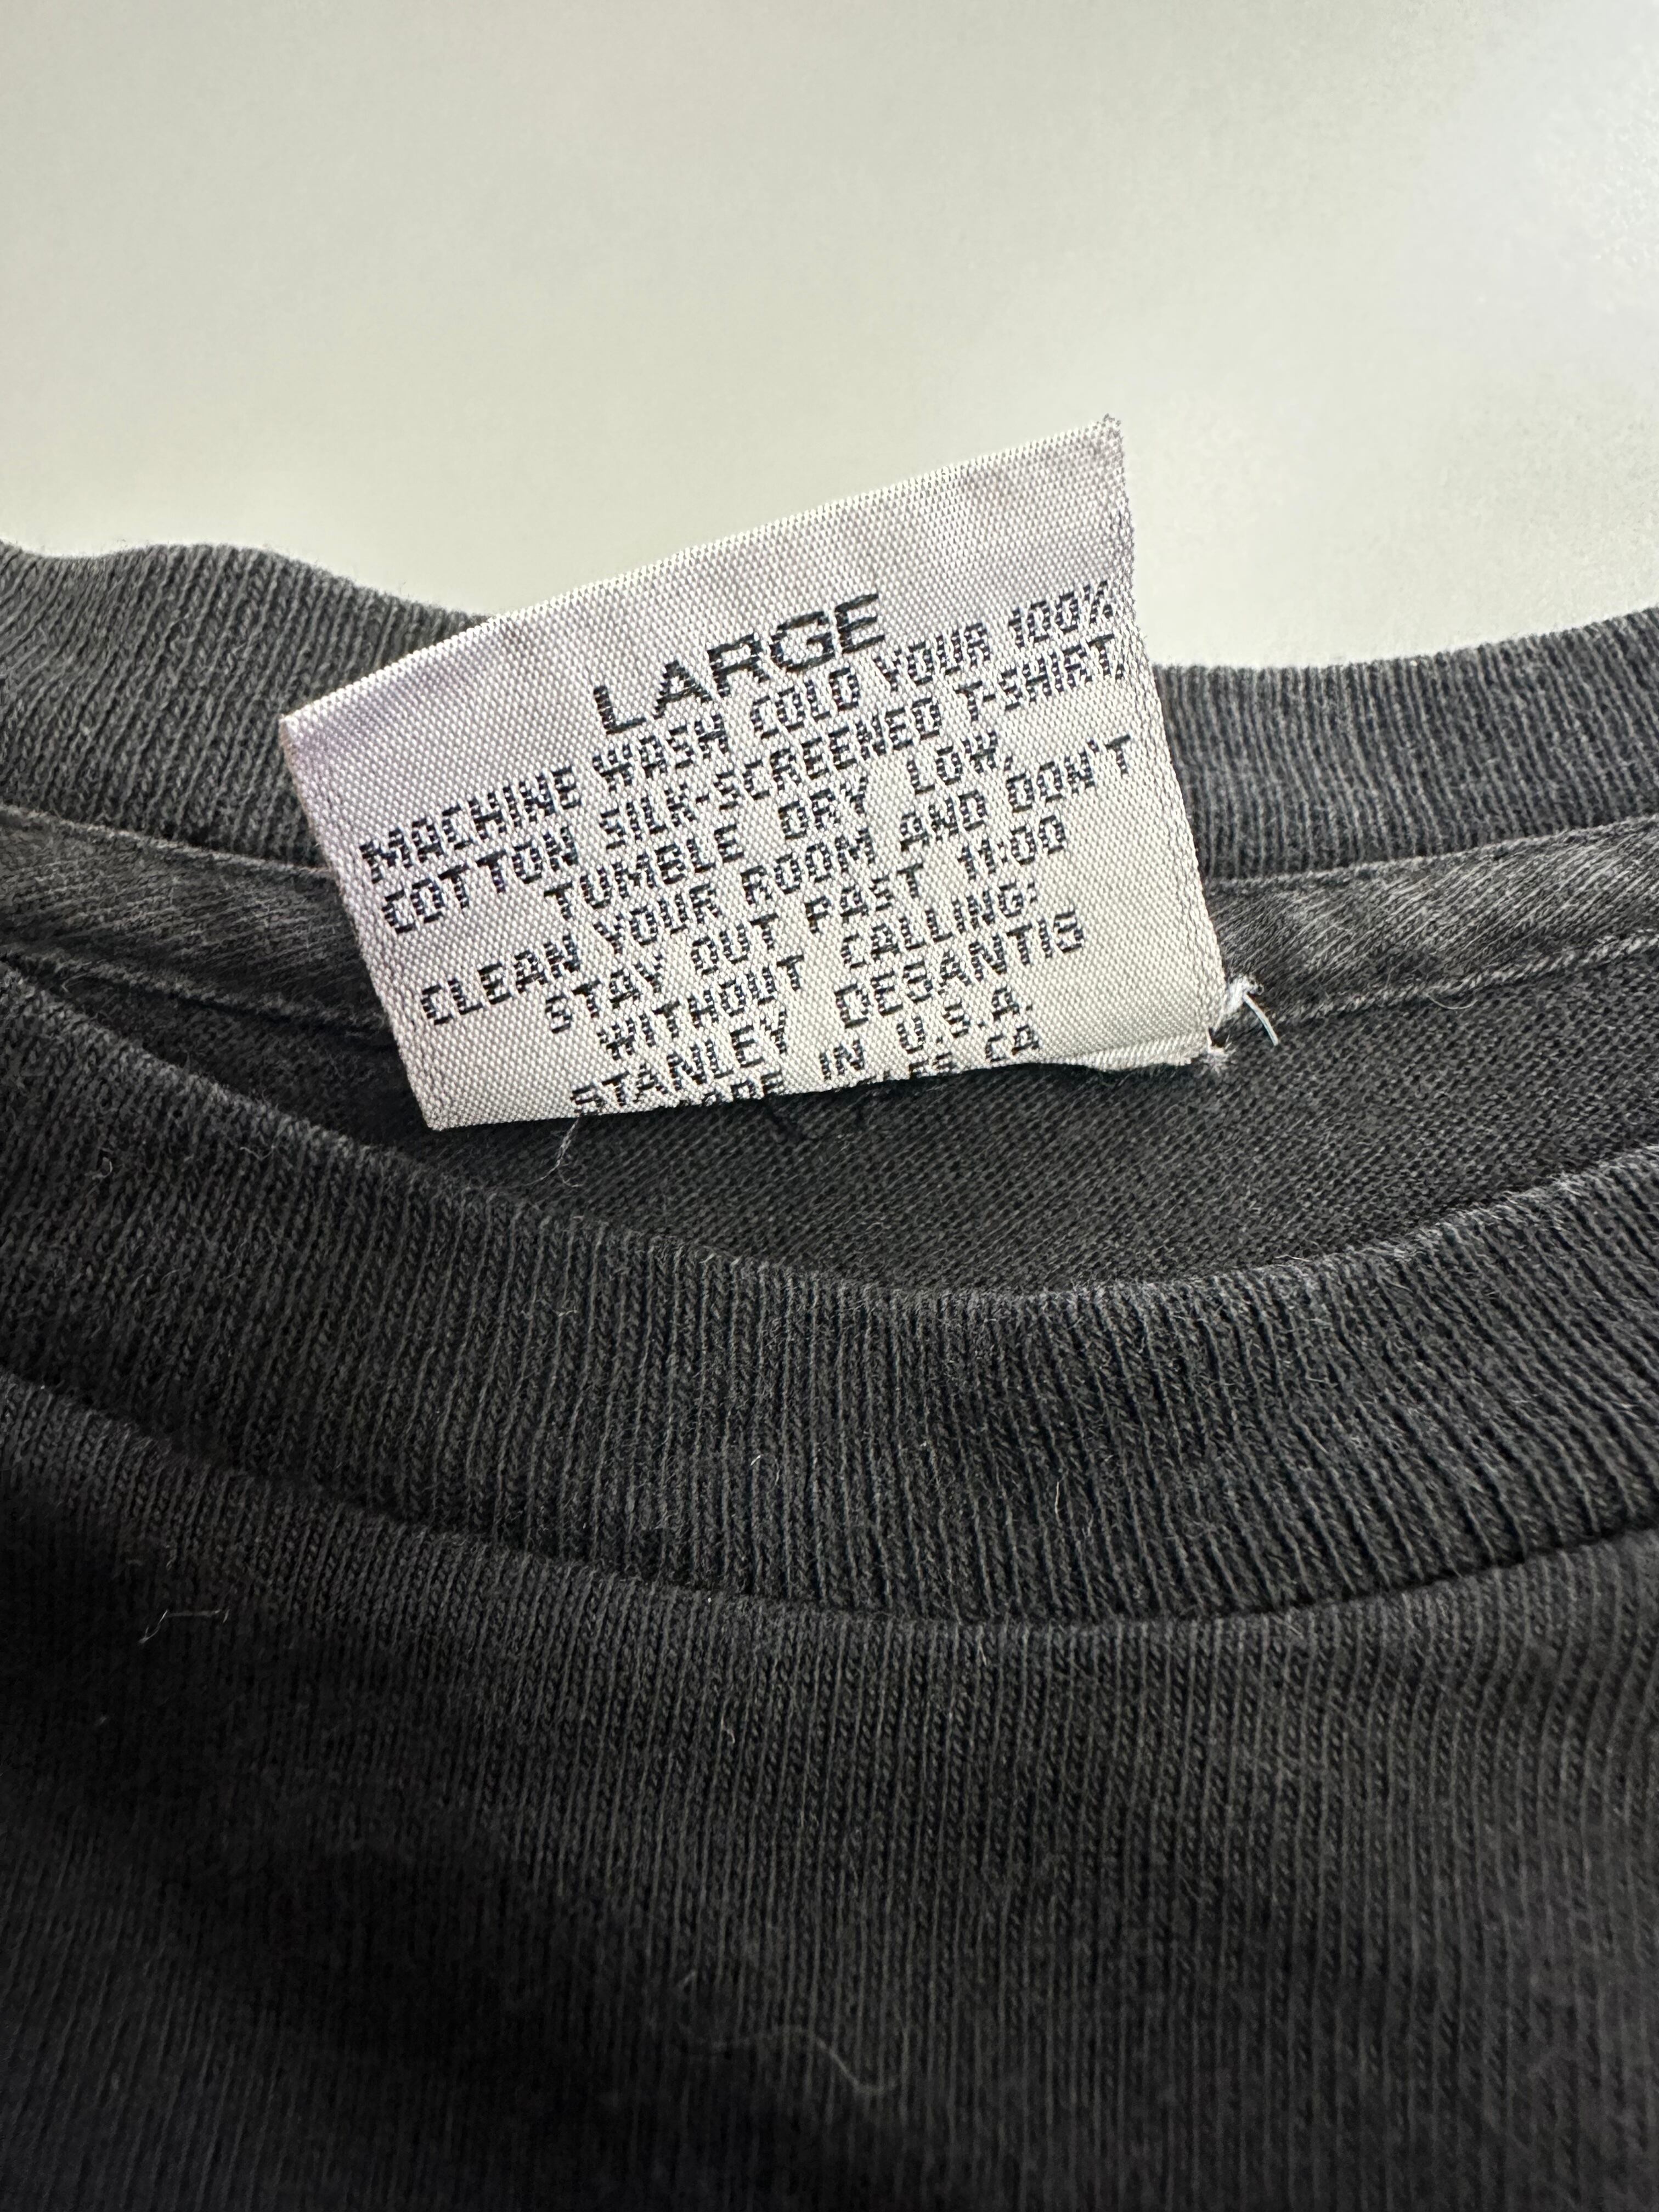 LARGE
MACHINE WASH COLD YOUR 100%
COTTON SILK-SCREENED T-SHIRT,
TUMBLE DRY LOW,
CLEAN YOUR ROOM AND DON'T
STAY OUT PAST 11:00
WITHOUT CALLING:
STANLEY DESANTIS
IN U.S.A.
CA